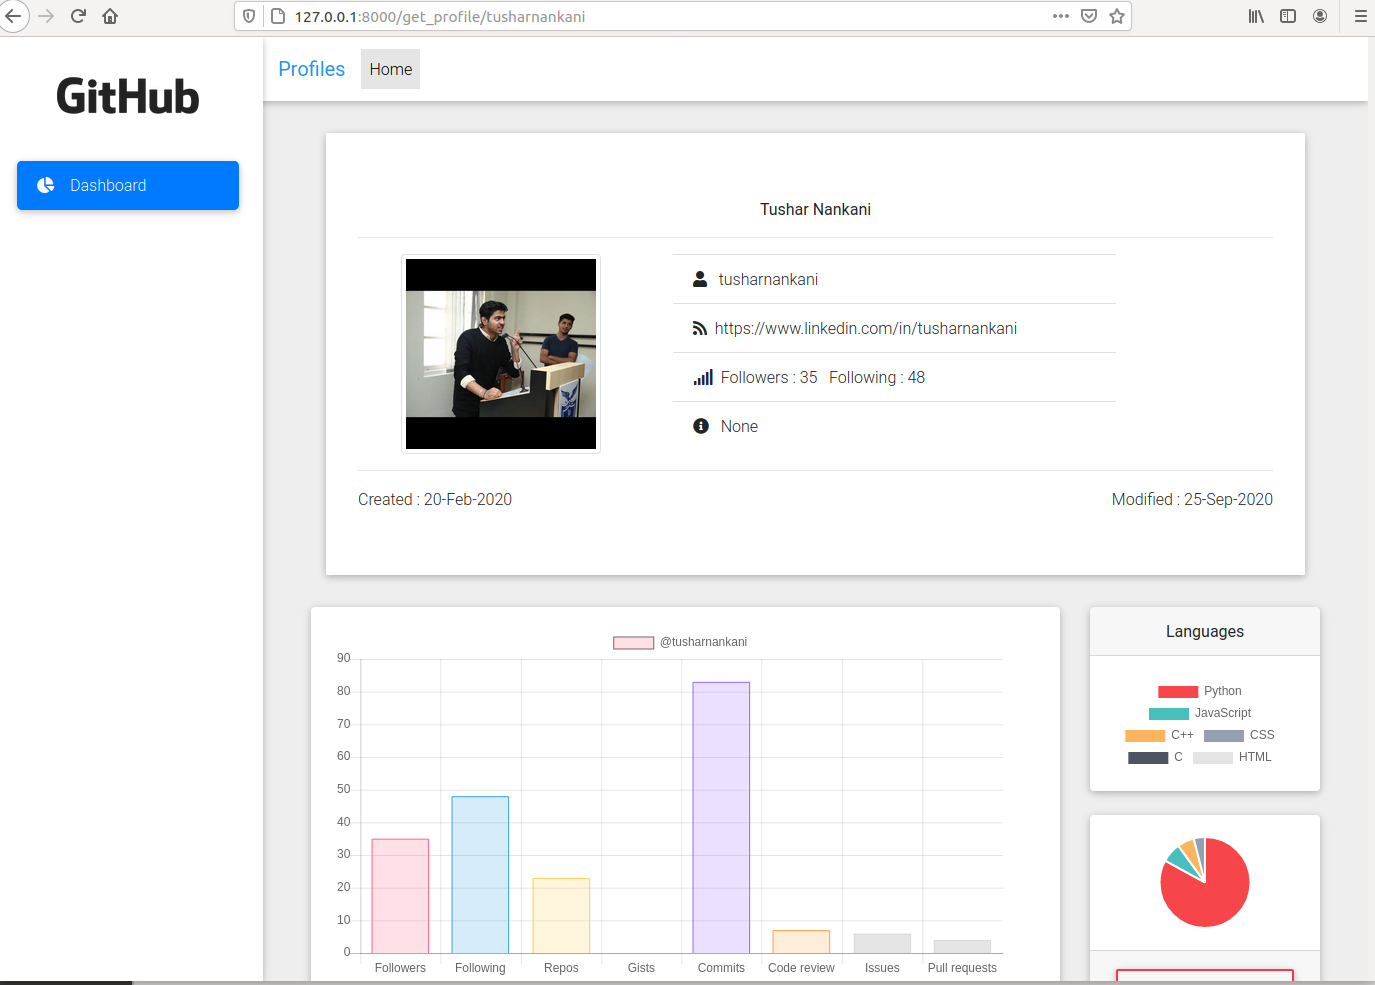 127.0.0.1:8000/get_profile/tusharnankani
GitHub
Dashboard
Profiles Home
Tushar Nankani
tusharnankani
https://www.linkedin.com/in/tusharnankani
Followers : 35 Following : 48
None
Created : 20-Feb-2020 Modified : 25-Sep-2020
@tusharnankani
90
80
70
60
50
40
30
20
10
0
Followers Following Repos Gists Commits Code review Issues Pull requests
Languages
Python
JavaScript
C++ CSS
C HTML